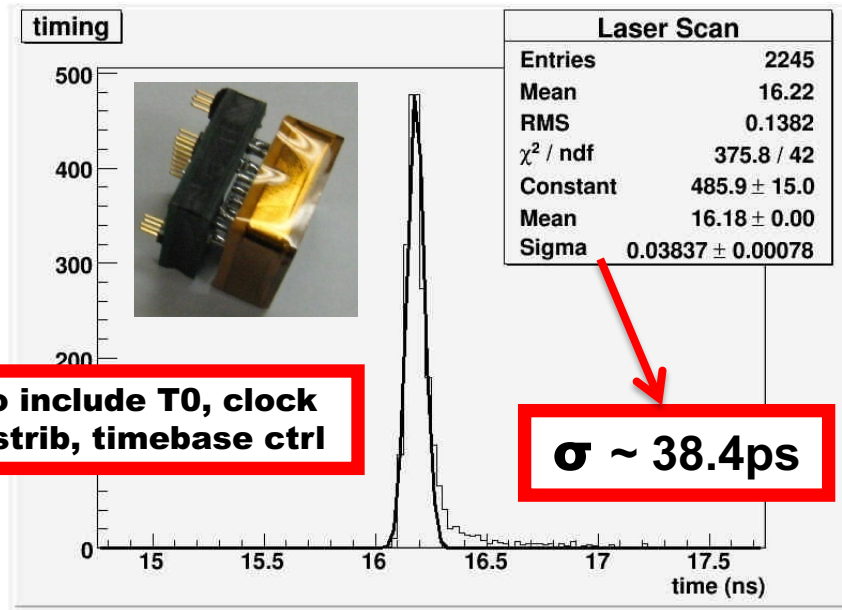 timing
Laser Scan
Entries 2245
Mean 16.22
RMS 0.1382
χ² / ndf 375.8 / 42
Constant 485.9 ± 15.0
Mean 16.18 ± 0.00
Sigma 0.03837 ± 0.00078
500
400
300
200
include T0, clock
timebase ctrl
σ ~ 38.4ps
0
15 15.5 16 16.5 17 17.5
time (ns)